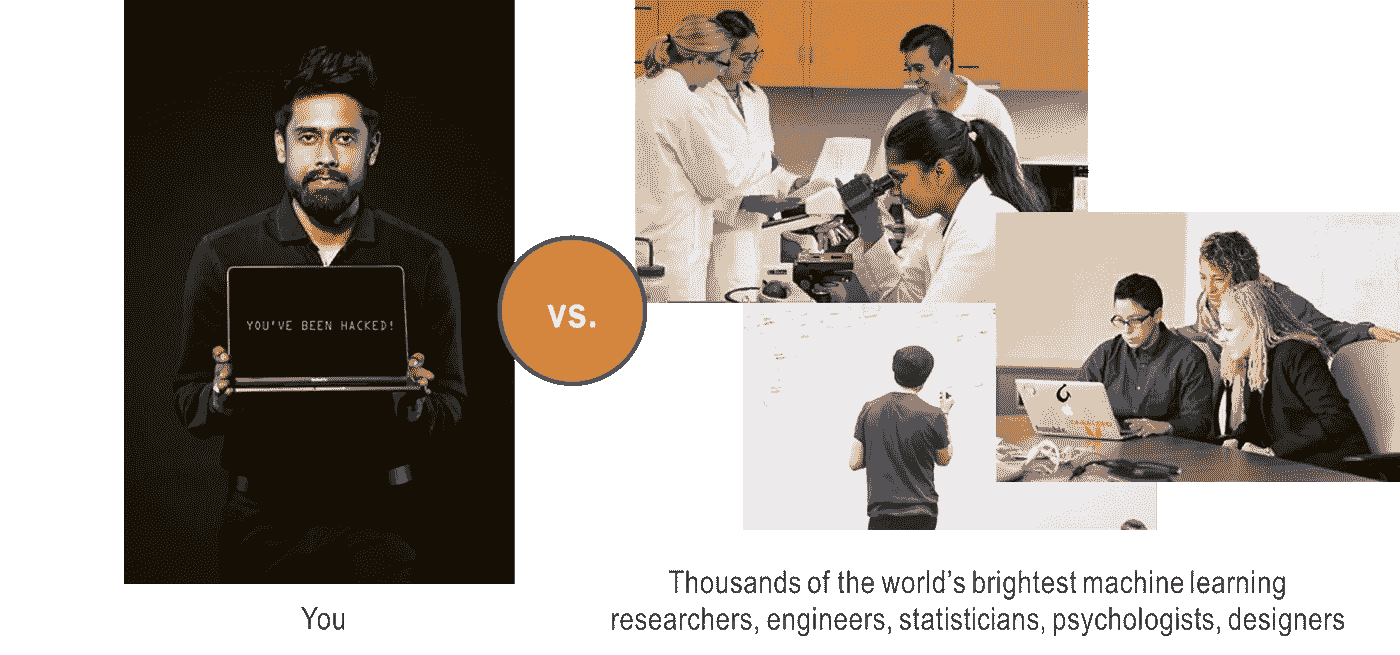 YOU'VE BEEN HACKED!
vs.
You
Thousands of the world's brightest machine learning
researchers, engineers, statisticians, psychologists, designers